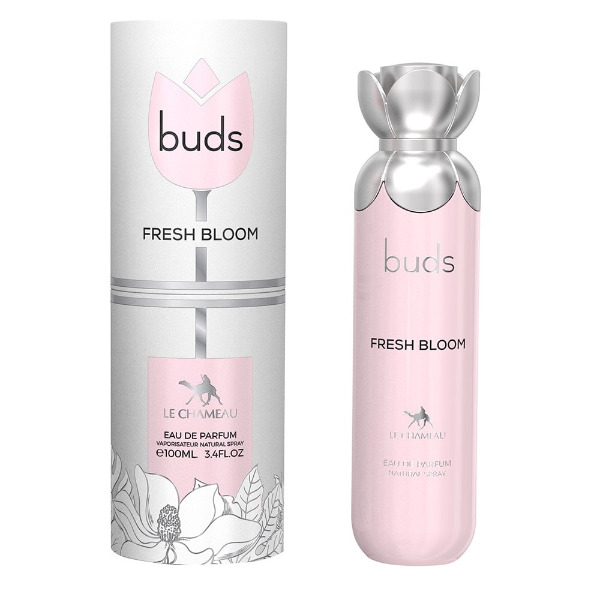 buds
FRESH BLOOM
LE CHAMEAU
EAU DE PARFUM
VAPORISATEUR NATURAL SPRAY
℮100ML 3.4FL.OZ
buds
FRESH BLOOM
LE CHAMEAU
EAU DE PARFUM
NATURAL SPRAY